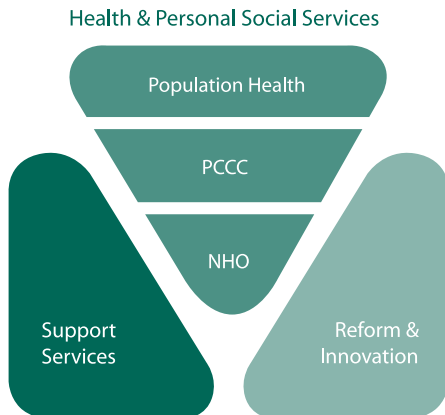 Health & Personal Social Services
Population Health
PCCC
NHO
Support
Services
Reform &
Innovation